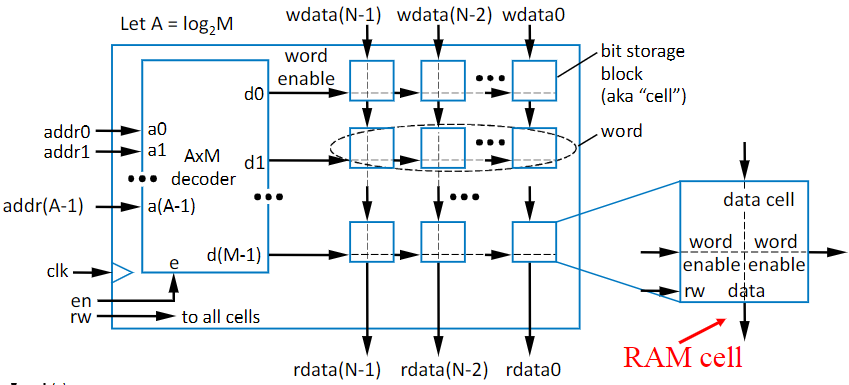 Let A = log₂M
wdata(N-1) wdata(N-2) wdata0
word
enable
bit storage
block
(aka “cell”)
d0
word
addr0
addr1
addr(A-1)
a0
a1
a(A-1)
AxM
decoder
d1
d(M-1)
e
clk
en
rw
to all cells
data cell
word word
enable enable
rw data
RAM cell
rdata(N-1) rdata(N-2) rdata0